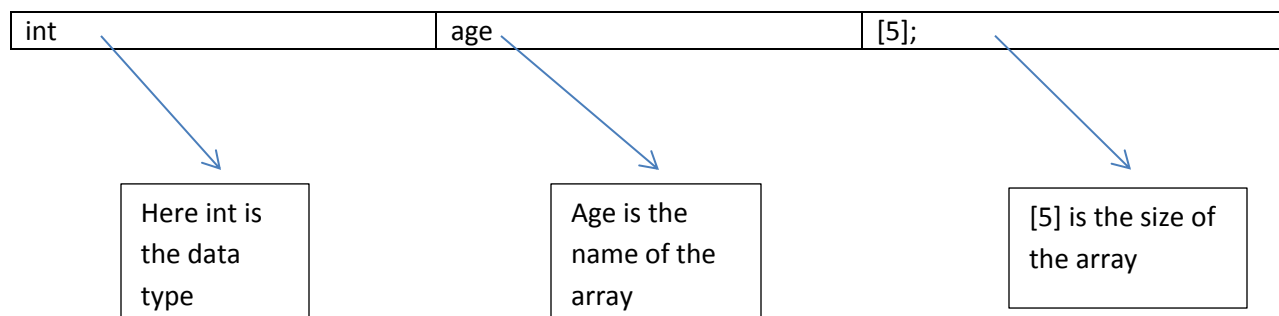 int age [5];
Here int is
the data
type
Age is the
name of the
array
[5] is the size of
the array